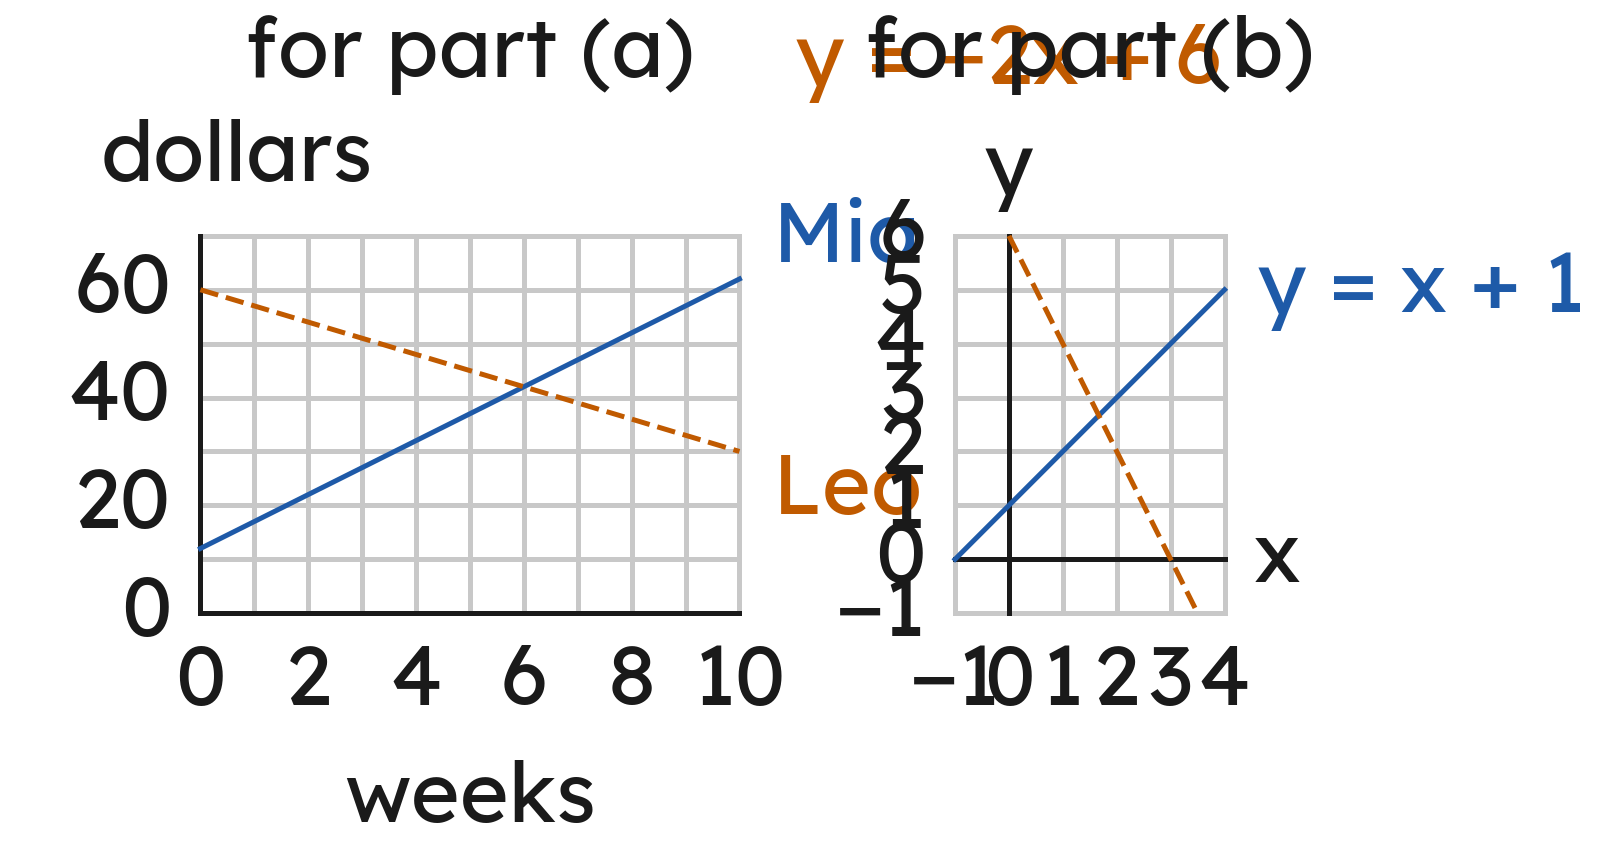 for part (a)
y = −2x + 6
for part (b)
dollars
y
Mia
60
40
20
0
Leo
0 2 4 6 8 10
weeks
6
5
4
3
2
1
0
−1
y = x + 1
x
−1 0 1 2 3 4